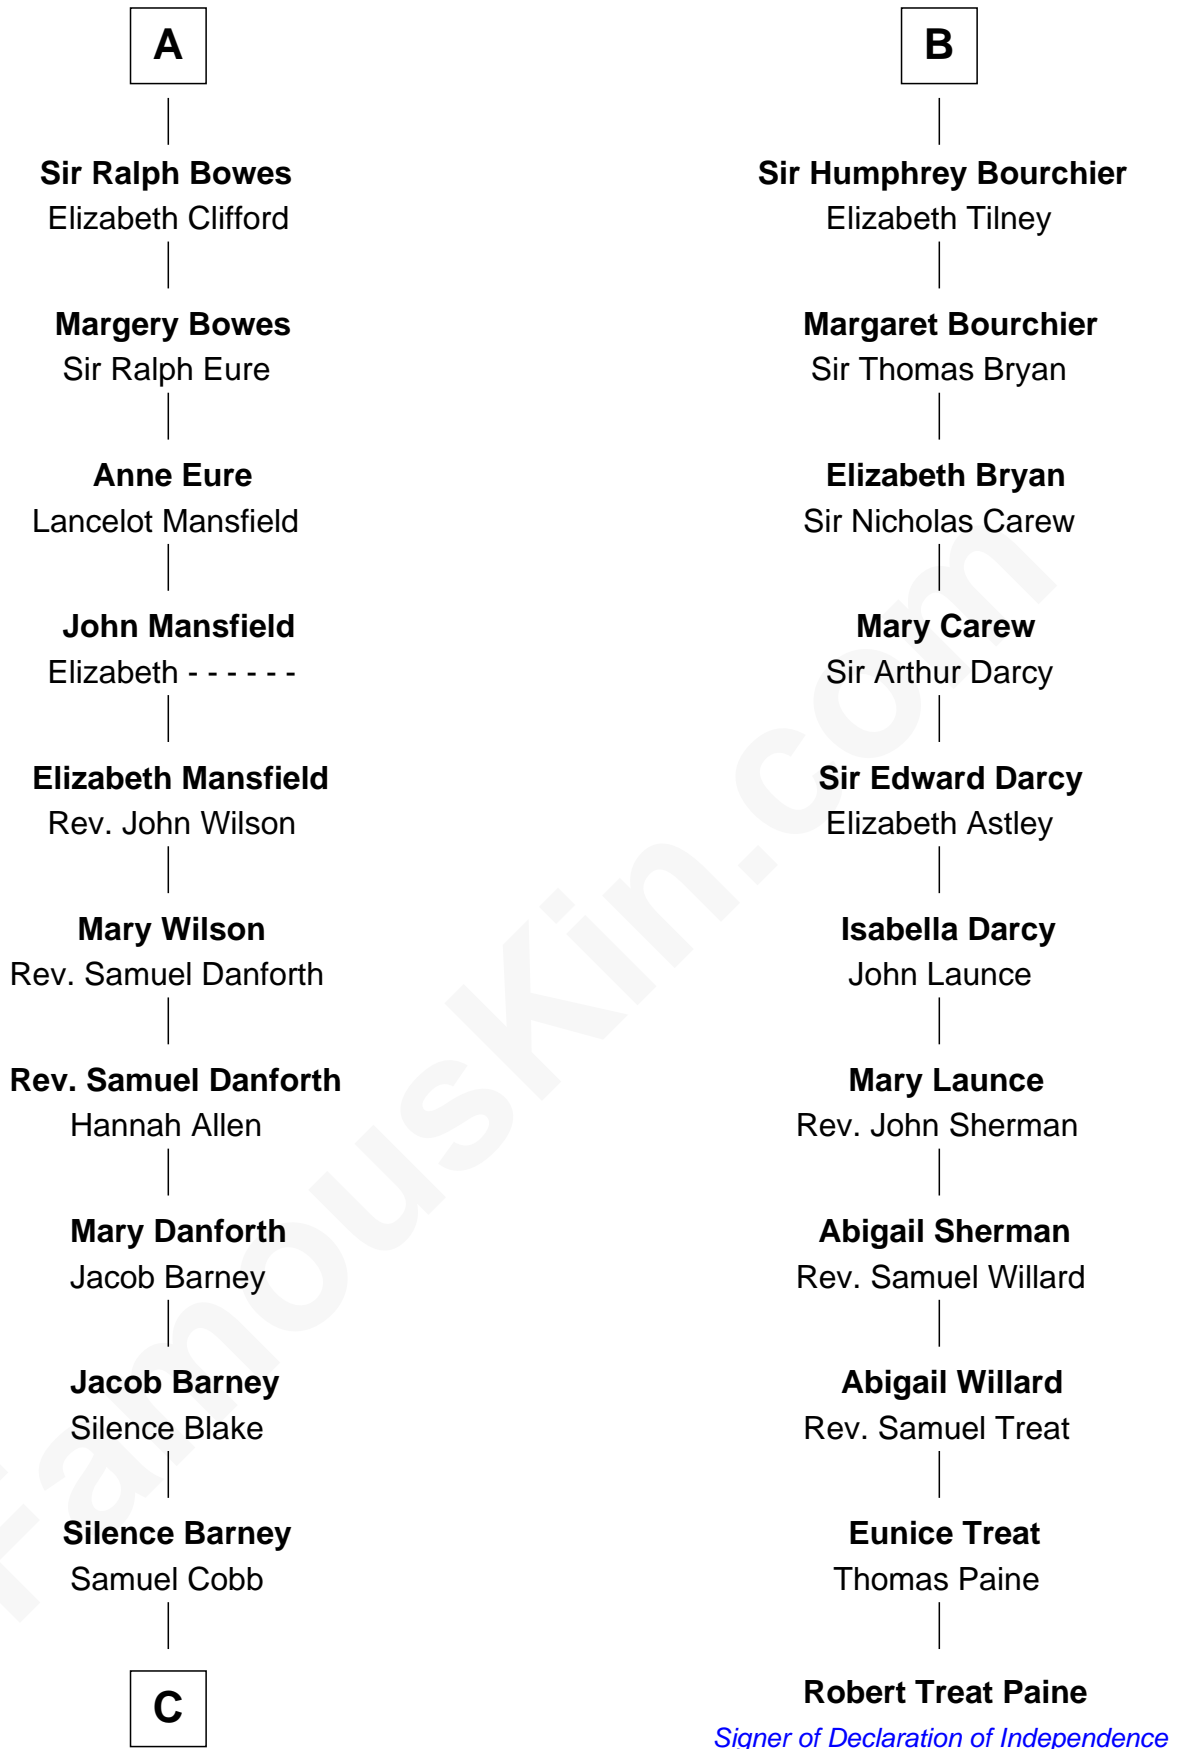 A
Sir Ralph Bowes
Elizabeth Clifford
Margery Bowes
Sir Ralph Eure
Anne Eure
Lancelot Mansfield
John Mansfield
Elizabeth - - - - - -
Elizabeth Mansfield
Rev. John Wilson
Mary Wilson
Rev. Samuel Danforth
Rev. Samuel Danforth
Hannah Allen
Mary Danforth
Jacob Barney
Jacob Barney
Silence Blake
Silence Barney
Samuel Cobb
C
B
Sir Humphrey Bourchier
Elizabeth Tilney
Margaret Bourchier
Sir Thomas Bryan
Elizabeth Bryan
Sir Nicholas Carew
Mary Carew
Sir Arthur Darcy
Sir Edward Darcy
Elizabeth Astley
Isabella Darcy
John Launce
Mary Launce
Rev. John Sherman
Abigail Sherman
Rev. Samuel Willard
Abigail Willard
Rev. Samuel Treat
Eunice Treat
Thomas Paine
Robert Treat Paine
Signer of Declaration of Independence
FamousKin.com